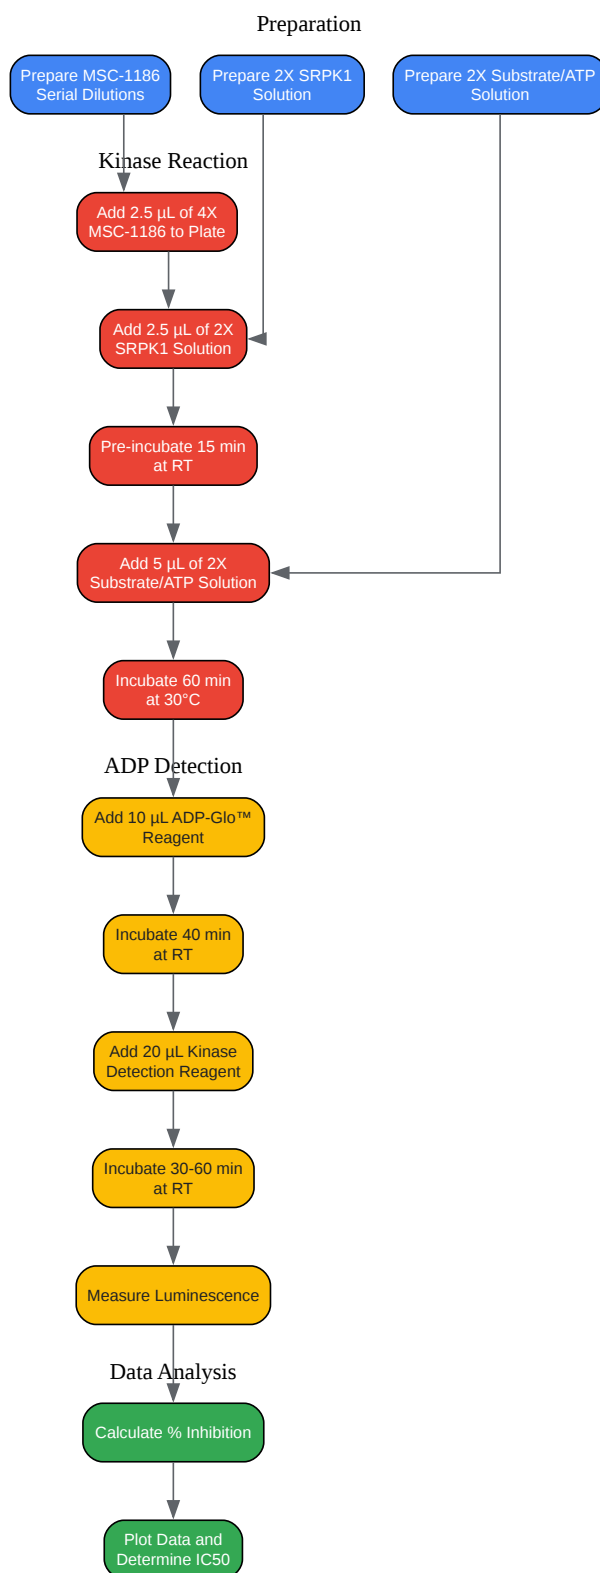 Preparation
Prepare MSC-1186
Serial Dilutions
Prepare 2X SRPK1
Solution
Prepare 2X Substrate/ATP
Solution
Kinase Reaction
Add 2.5 µL of 4X
MSC-1186 to Plate
Add 2.5 µL of 2X
SRPK1 Solution
Pre-incubate 15 min
at RT
Add 5 µL of 2X
Substrate/ATP Solution
Incubate 60 min
at 30°C
ADP Detection
Add 10 µL ADP-Glo™
Reagent
Incubate 40 min
at RT
Add 20 µL Kinase
Detection Reagent
Incubate 30-60 min
at RT
Measure Luminescence
Data Analysis
Calculate % Inhibition
Plot Data and
Determine IC50